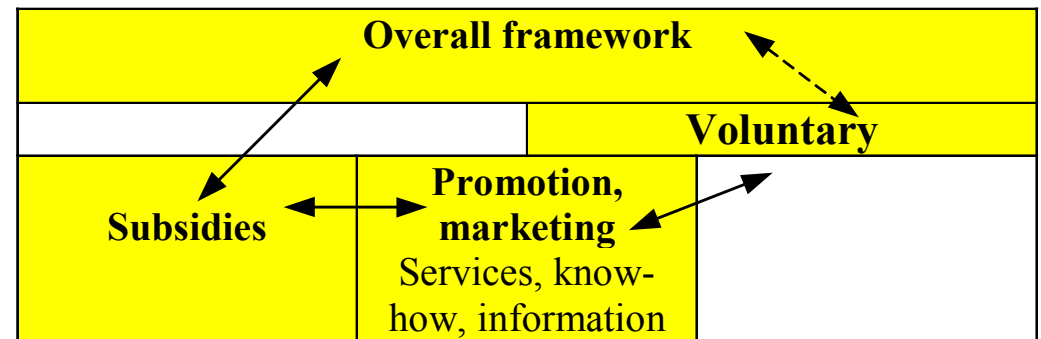 Overall framework
Voluntary
Subsidies
Promotion,
marketing
Services, know-
how, information